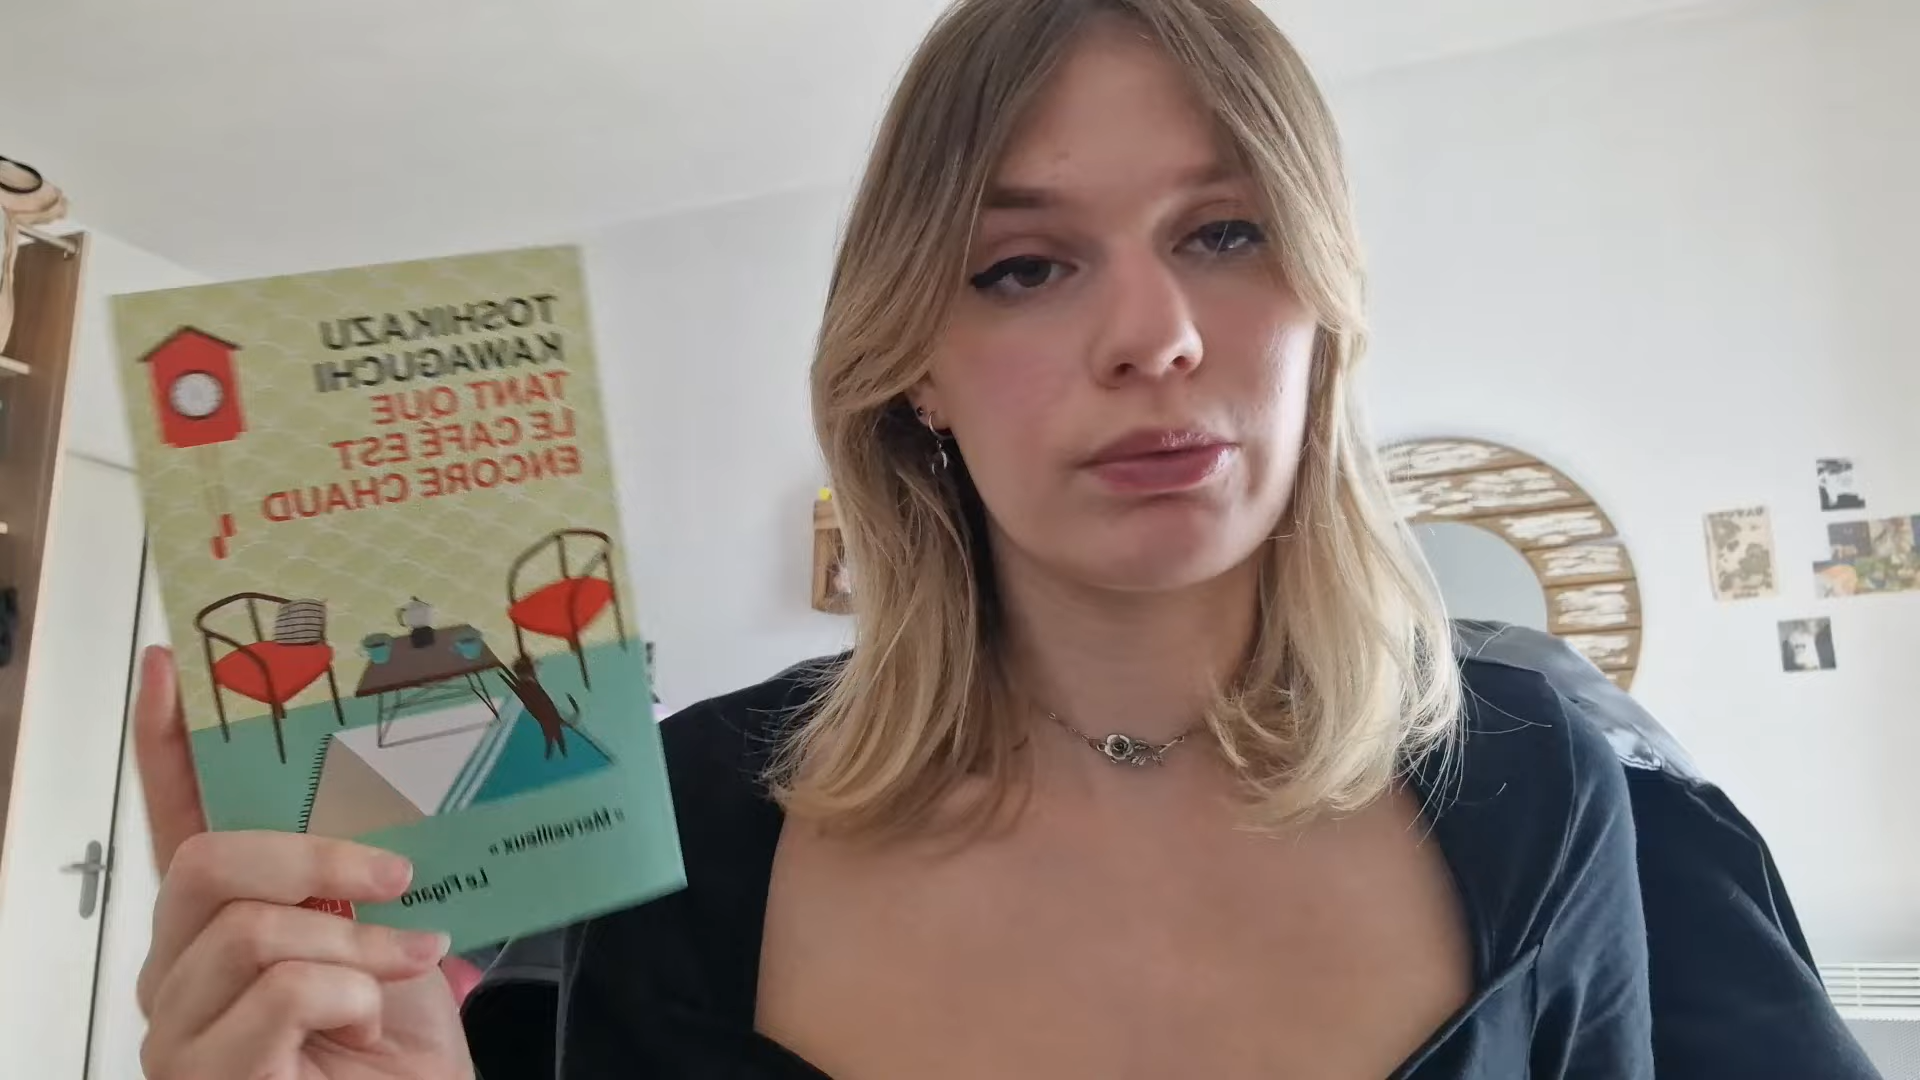 TOSHIKAZU
KAWAGUCHI
TANT QUE
LE CAFÉ EST
ENCORE CHAUD
« Merveilleux »
Le Figaro